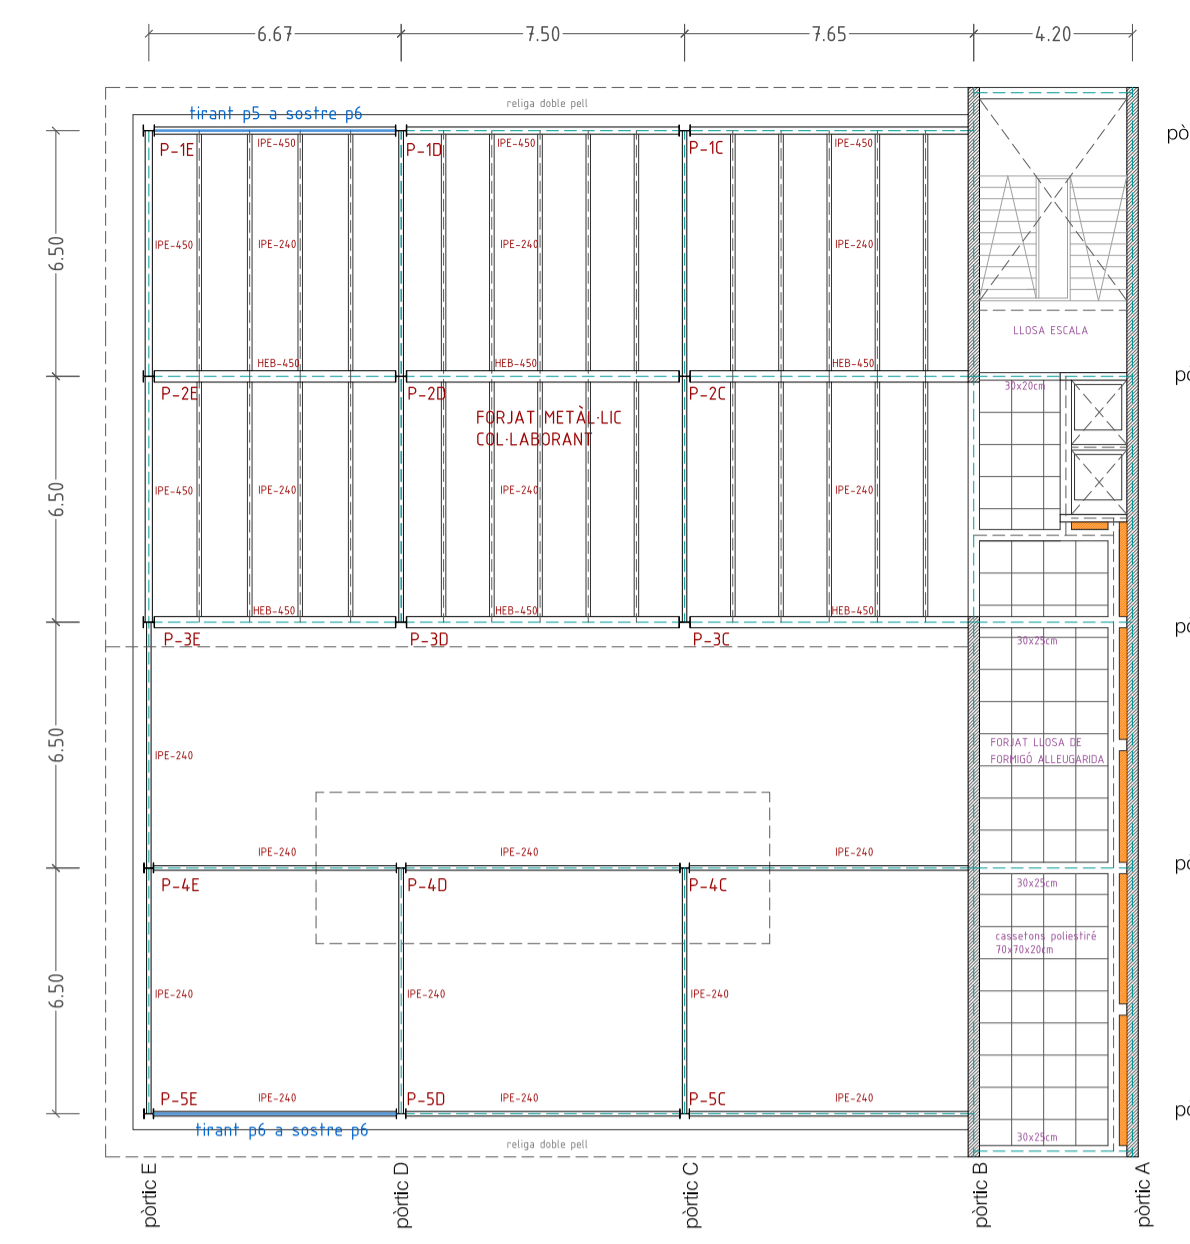 6.67
7.50
7.65
4.20
religa doble pell
tirant p5 a sostre p6
pò
P-1E
IPE-450
P-1D
IPE-450
P-1C
IPE-450
6.50
IPE-450
IPE-240
IPE-240
IPE-240
LLOSA ESCALA
HEB-450
HEB-450
HEB-450
pò
30x20cm
P-2E
P-2D
P-2C
FORJAT METÀL·LIC
COL·LABORANT
6.50
IPE-450
IPE-240
IPE-240
IPE-240
HEB-450
HEB-450
HEB-450
pò
P-3E
P-3D
P-3C
30x25cm
6.50
IPE-240
FORJAT LLOSA DE
FORMIGÓ ALLEUGARIDA
IPE-240
IPE-240
IPE-240
pò
P-4E
P-4D
P-4C
30x25cm
cassetons poliestiré
70x70x20cm
6.50
IPE-240
IPE-240
IPE-240
P-5E
IPE-240
P-5D
IPE-240
P-5C
IPE-240
pò
tirant p6 a sostre p6
30x25cm
religa doble pell
pòrtic E
pòrtic D
pòrtic C
pòrtic B
pòrtic A